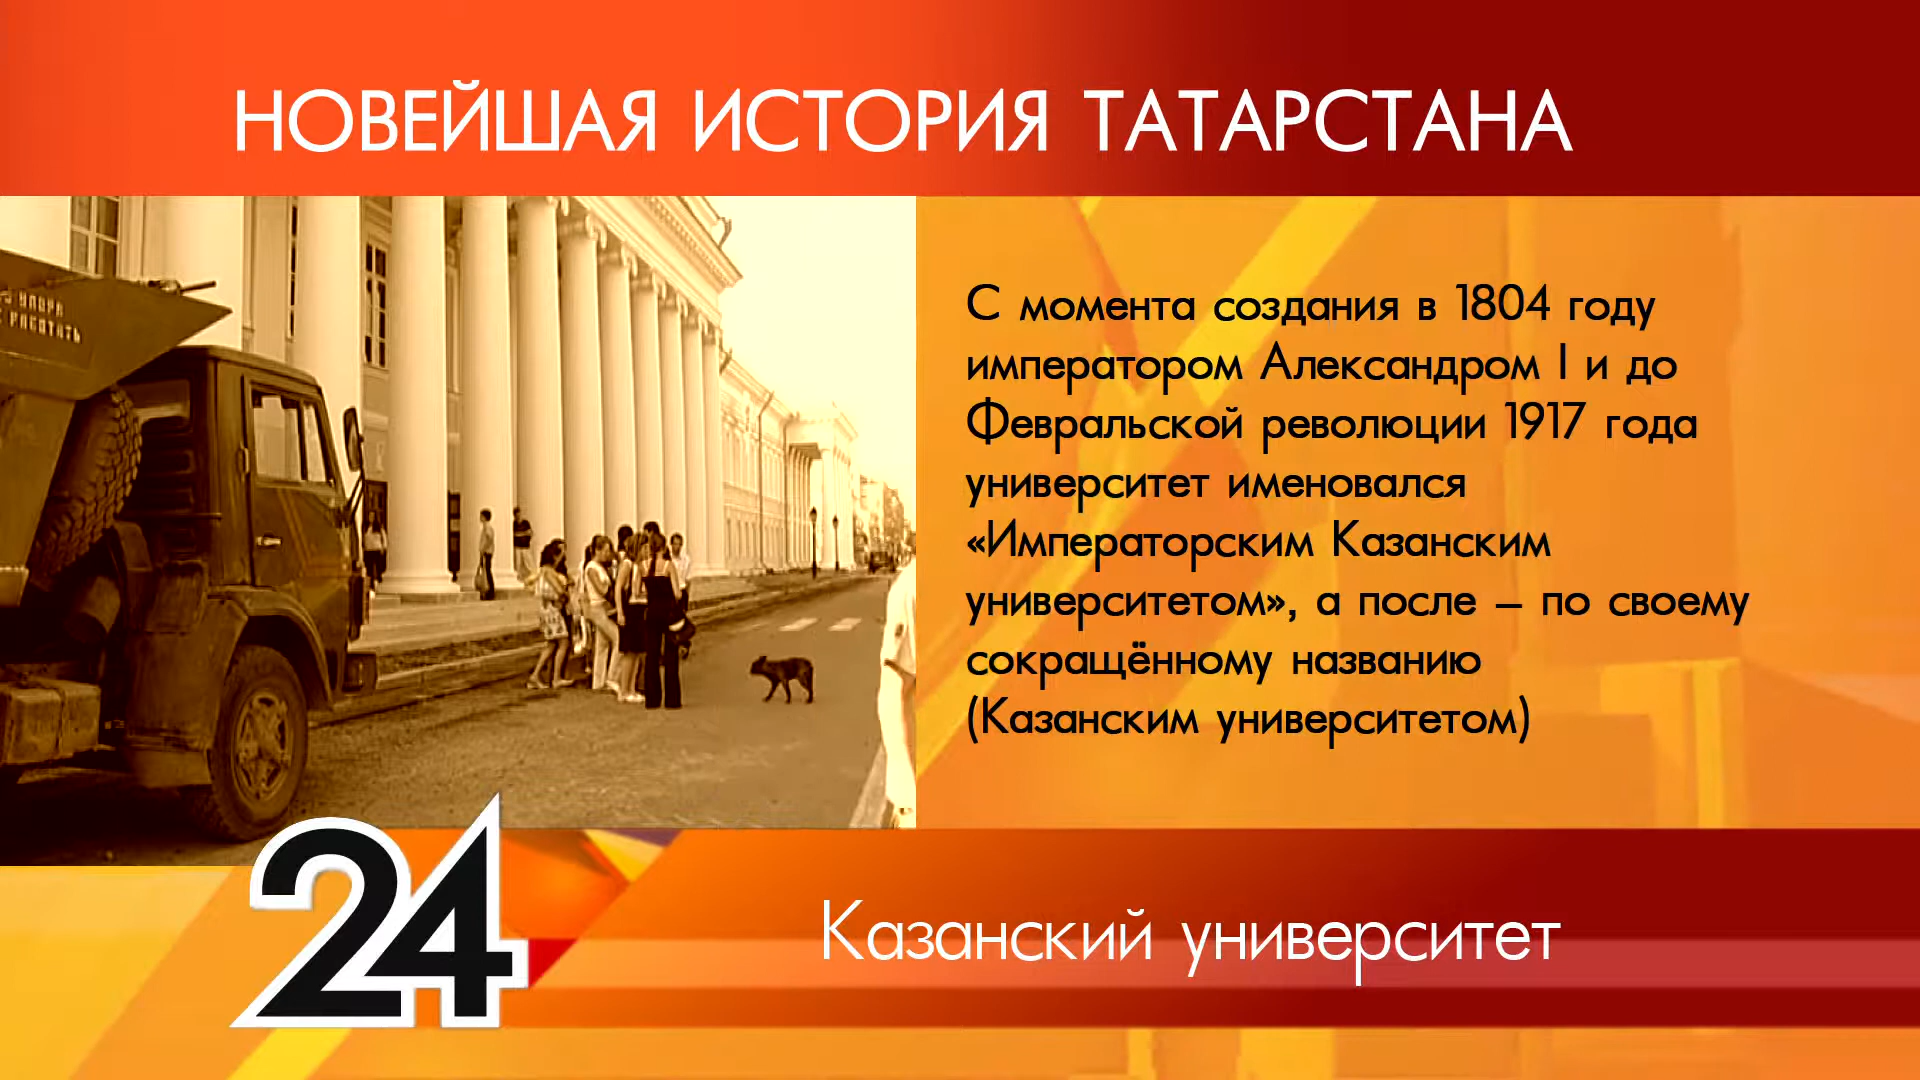 НОВЕЙШАЯ ИСТОРИЯ ТАТАРСТАНА
С момента создания в 1804 году
императором Александром I и до
Февральской революции 1917 года
университет именовался
«Императорским Казанским
университетом», а после – по своему
сокращённому названию
(Казанским университетом)
24
Казанский университет